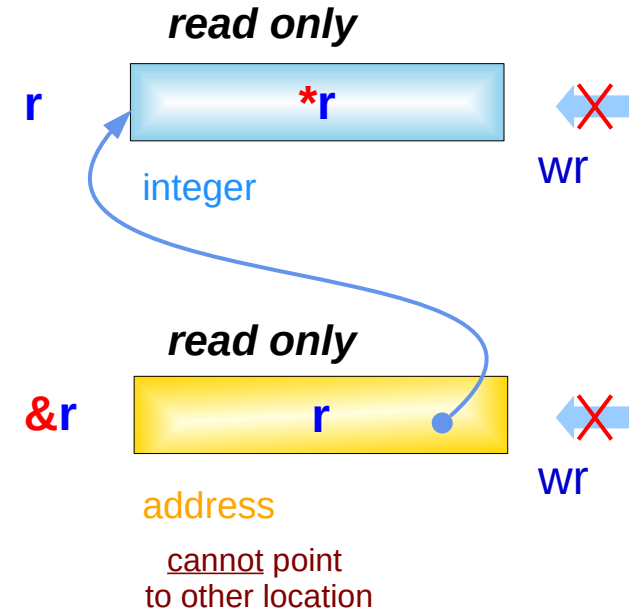 read only
r
*r
wr
integer
read only
&r
r
wr
address
cannot point
to other location